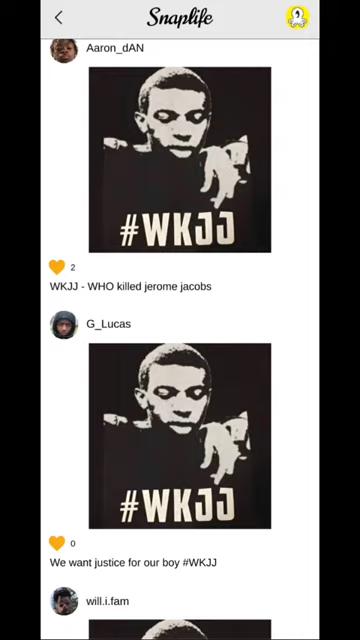 Snaplife
Aaron_dAN
#WKJJ
2
WKJJ - WHO killed jerome jacobs
G_Lucas
#WKJJ
0
We want justice for our boy #WKJJ
will.i.fam